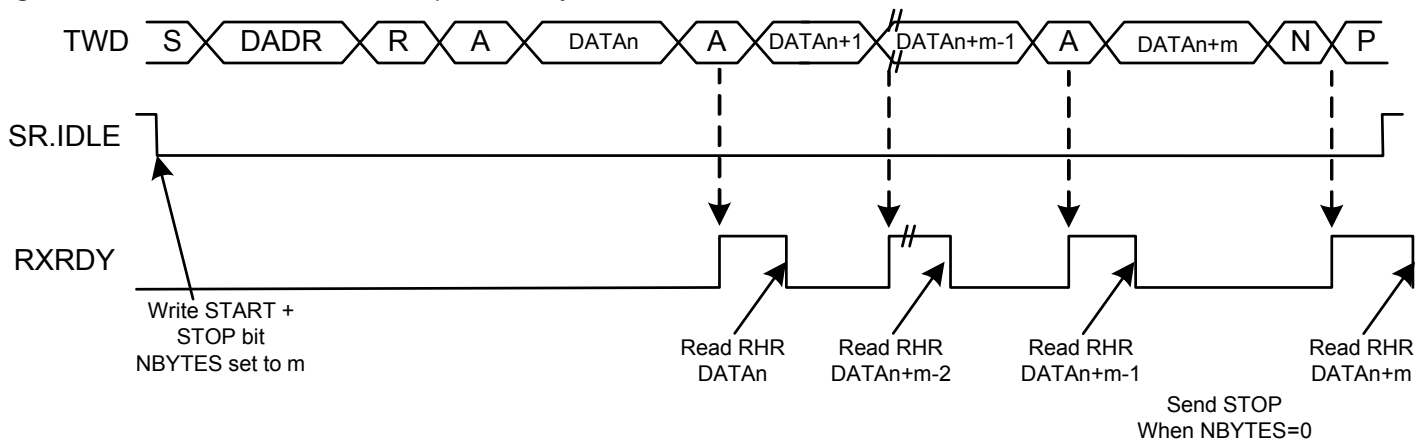 TWD S DADR R A DATAn A DATAn+1 DATAn+m-1 A DATAn+m N P
SR.IDLE
RXRDY
Write START +
STOP bit
NBYTES set to m
Read RHR
DATAn
Read RHR
DATAn+m-2
Read RHR
DATAn+m-1
Send STOP
When NBYTES=0
Read RHR
DATAn+m